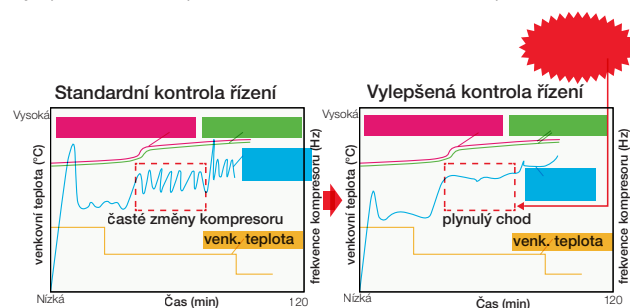 Standardní kontrola řízení
Vysoká
venkovní teplota (°C)
frekvence kompresoru (Hz)
časté změny kompresoru
venk. teplota
Nízká
Čas (min)
120
Vylepšená kontrola řízení
Vysoká
venkovní teplota (°C)
frekvence kompresoru (Hz)
plynulý chod
venk. teplota
Nízká
Čas (min)
120